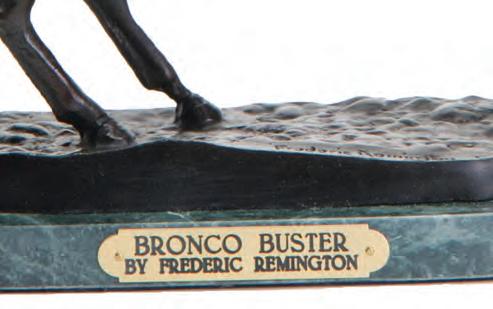 BRONCO BUSTER
BY FREDERIC REMINGTON